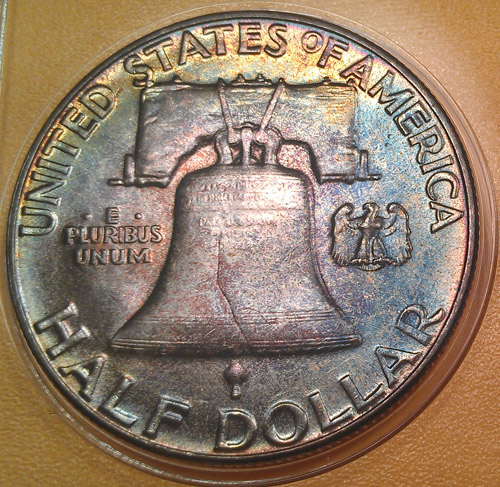 UNITED STATES OF AMERICA
· E ·
PLURIBUS
UNUM
HALF DOLLAR